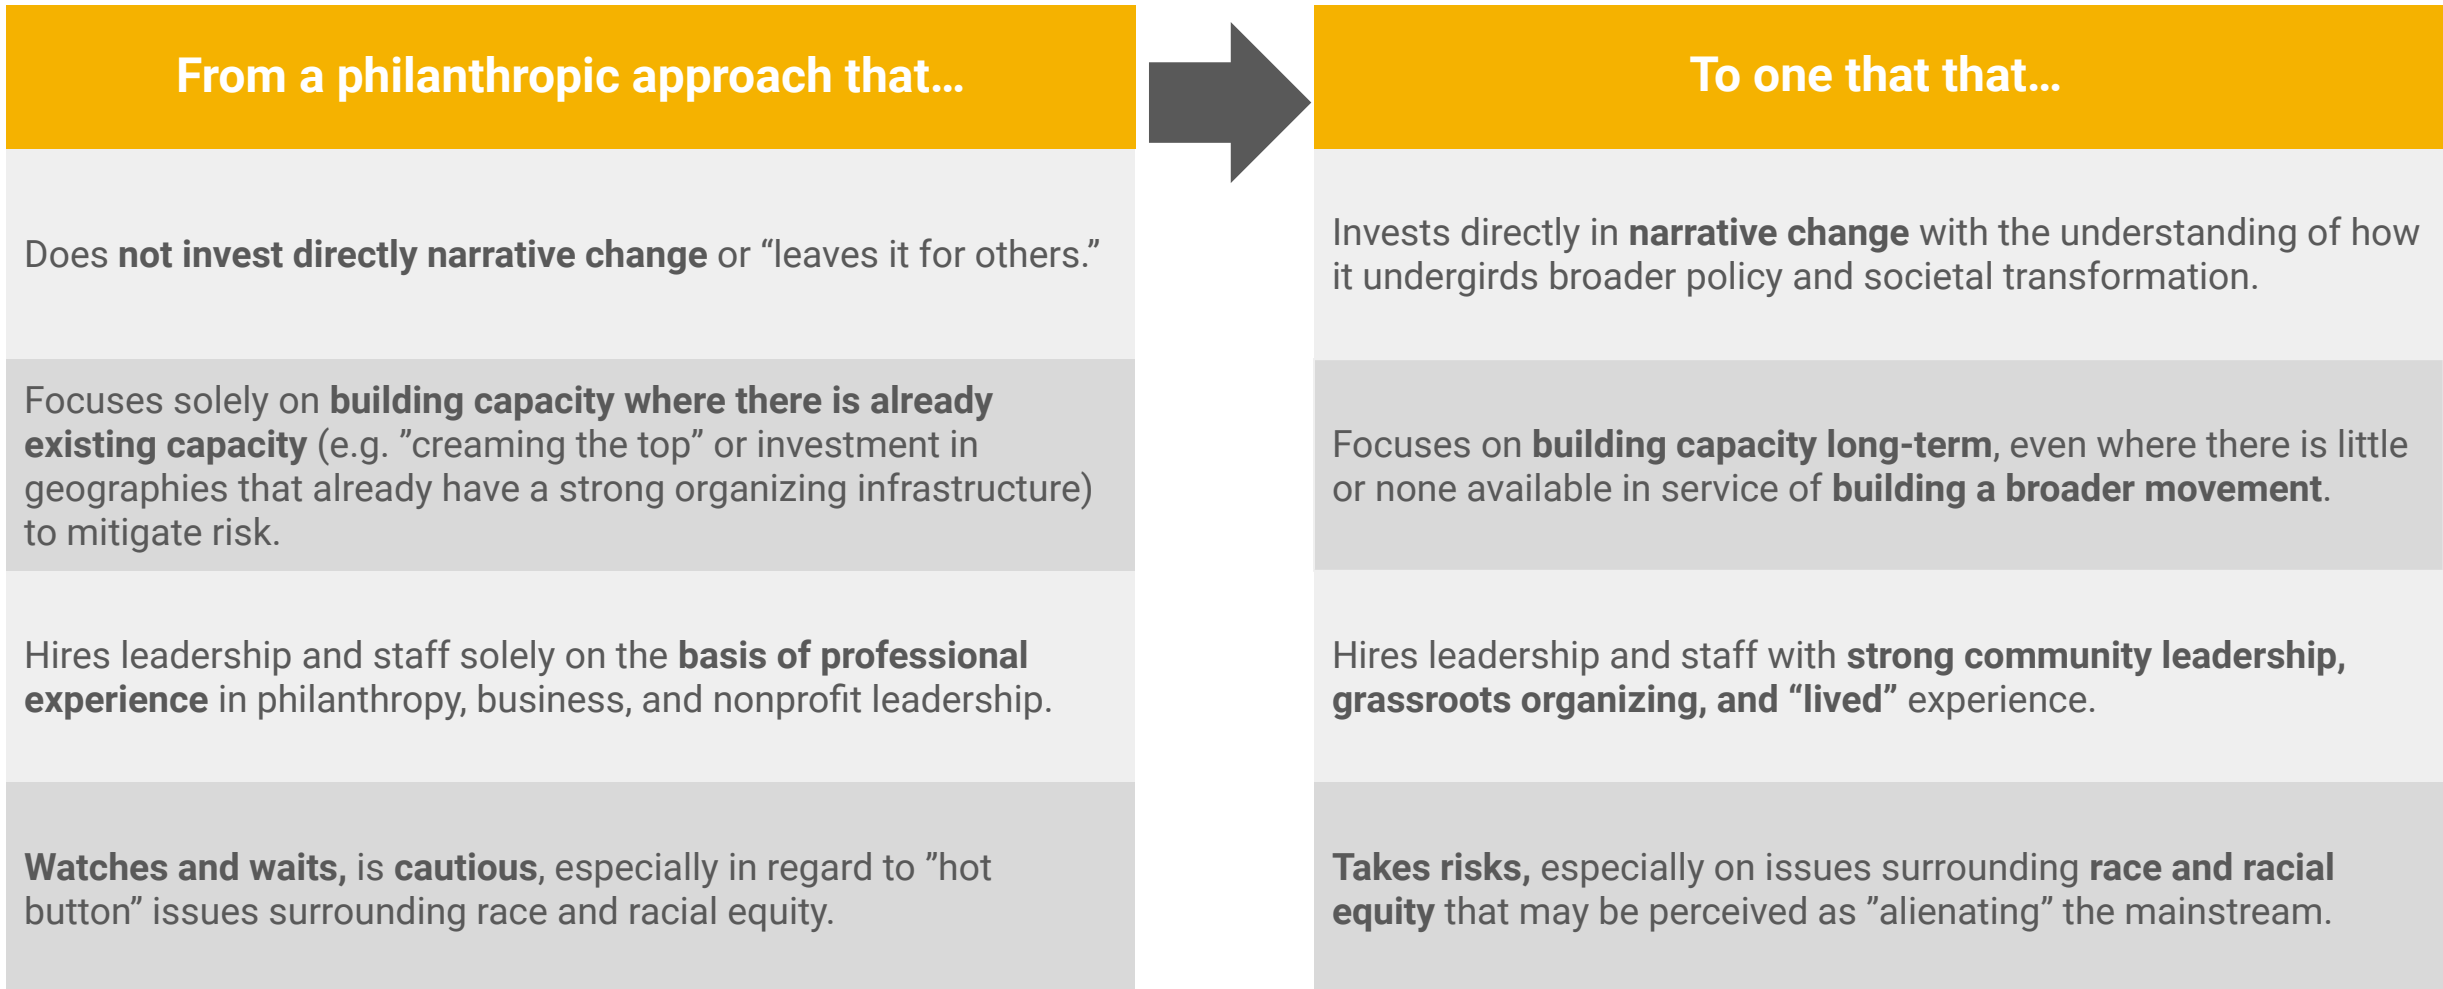 From a philanthropic approach that…
To one that that…
Does not invest directly narrative change or “leaves it for others.”
Invests directly in narrative change with the understanding of how
it undergirds broader policy and societal transformation.
Focuses solely on building capacity where there is already
existing capacity (e.g. ”creaming the top” or investment in
geographies that already have a strong organizing infrastructure)
to mitigate risk.
Focuses on building capacity long-term, even where there is little
or none available in service of building a broader movement.
Hires leadership and staff solely on the basis of professional
experience in philanthropy, business, and nonprofit leadership.
Hires leadership and staff with strong community leadership,
grassroots organizing, and “lived” experience.
Watches and waits, is cautious, especially in regard to ”hot
button” issues surrounding race and racial equity.
Takes risks, especially on issues surrounding race and racial
equity that may be perceived as ”alienating” the mainstream.